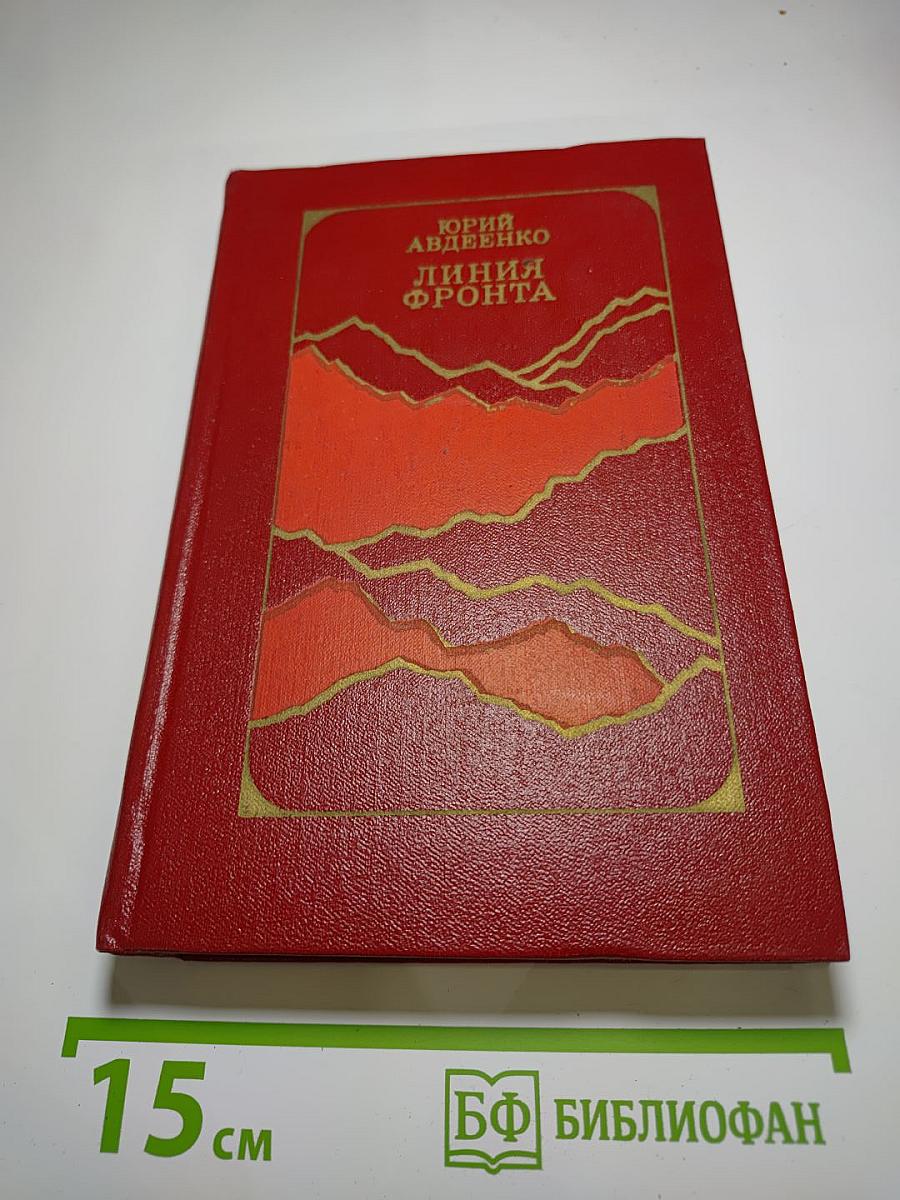 ЮРИЙ
АВДЕЕНКО
ЛИНИЯ
ФРОНТА
15 см
БФ БИБЛИОФАН